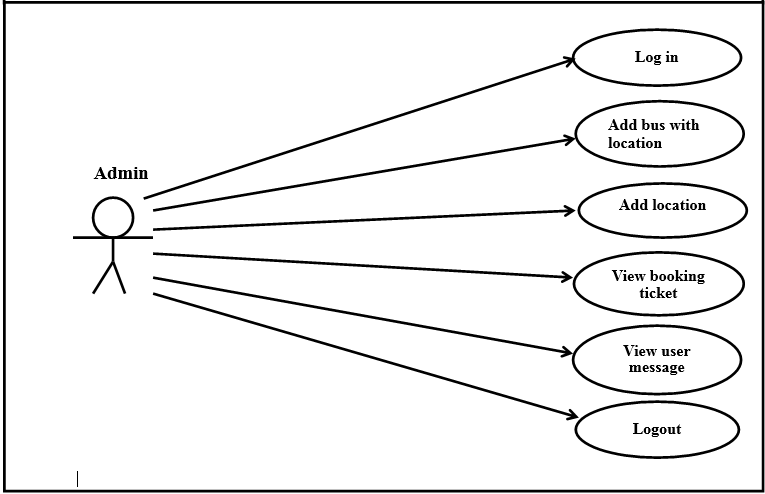 Log in
Add bus with
location
Admin
Add location
View booking
ticket
View user
message
Logout